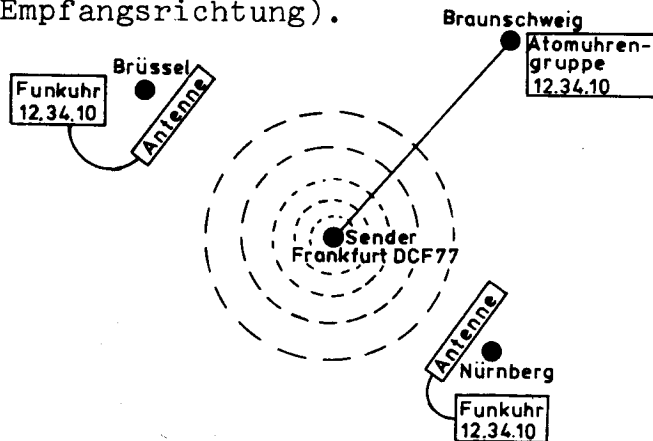 Empfangsrichtung).
Braunschweig
Atomuhren-
gruppe
12.34.10
Brüssel
Funkuhr
12.34.10
Antenne
Sender
Frankfurt DCF77
Antenne
Nürnberg
Funkuhr
12.34.10